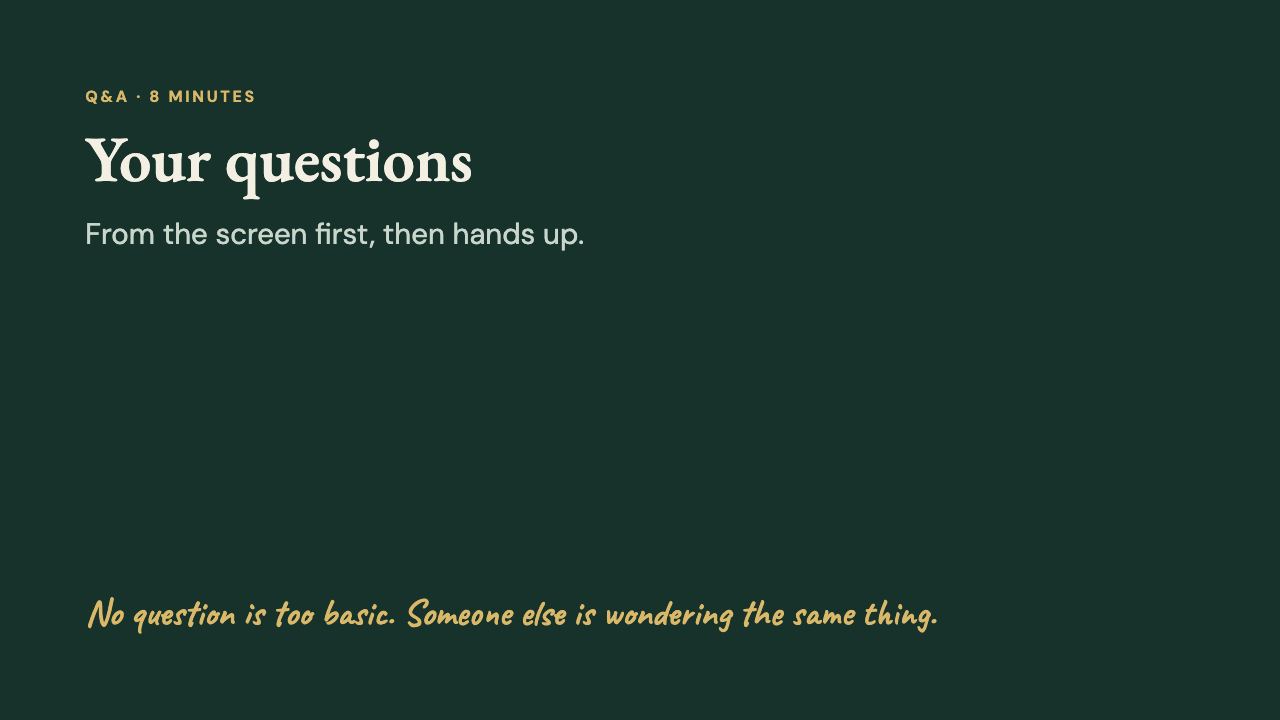 Q&A · 8 MINUTES
Your questions
From the screen first, then hands up.
No question is too basic. Someone else is wondering the same thing.